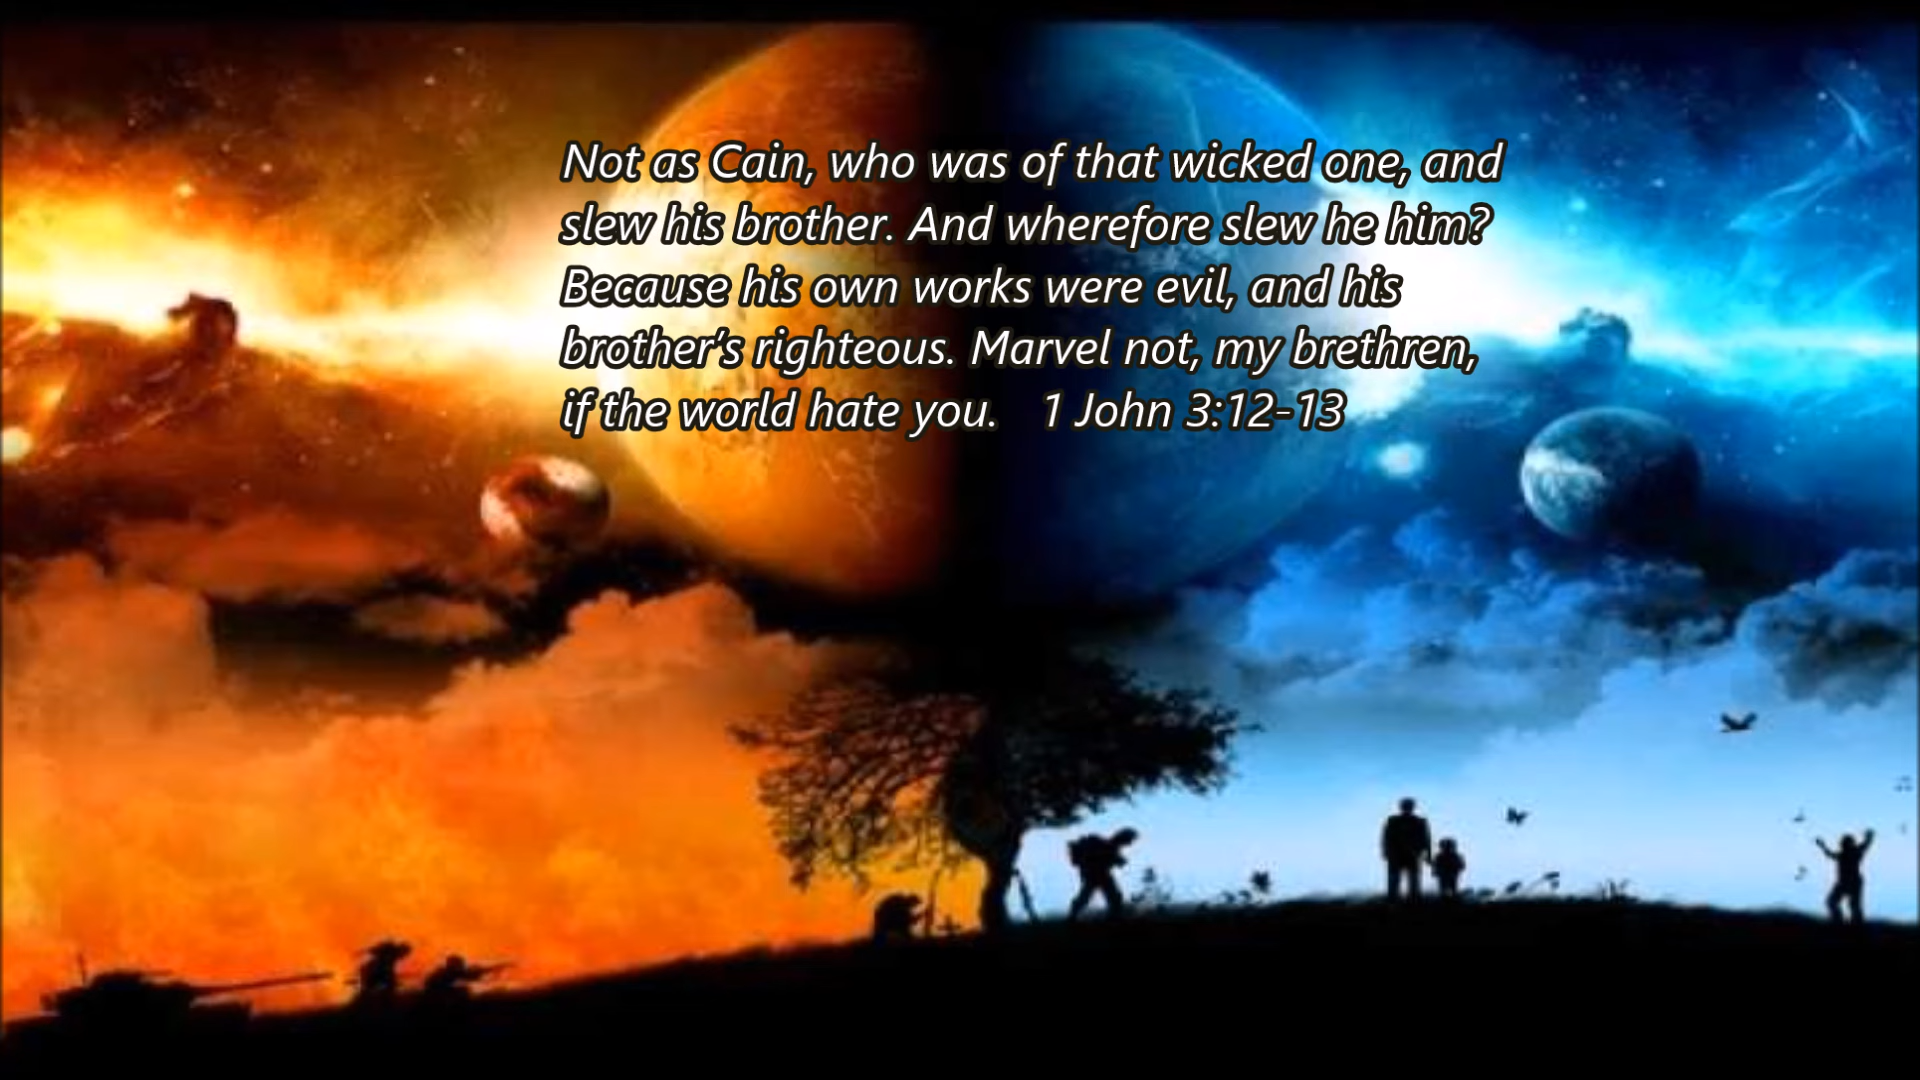 Not as Cain, who was of that wicked one, and
slew his brother. And wherefore slew he him?
Because his own works were evil, and his
brother‘s righteous. Marvel not, my brethren,
if the world hate you.   1 John 3:12-13